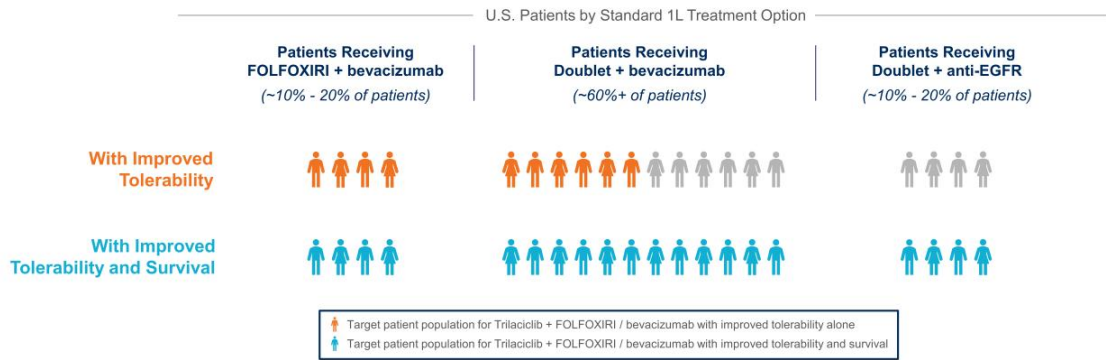 U.S. Patients by Standard 1L Treatment Option
Patients Receiving
FOLFOXIRI + bevacizumab
(~10% - 20% of patients)
Patients Receiving
Doublet + bevacizumab
(~60%+ of patients)
Patients Receiving
Doublet + anti-EGFR
(~10% - 20% of patients)
With Improved
Tolerability
With Improved
Tolerability and Survival
Target patient population for Trilaciclib + FOLFOXIRI / bevacizumab with improved tolerability alone
Target patient population for Trilaciclib + FOLFOXIRI / bevacizumab with improved tolerability and survival